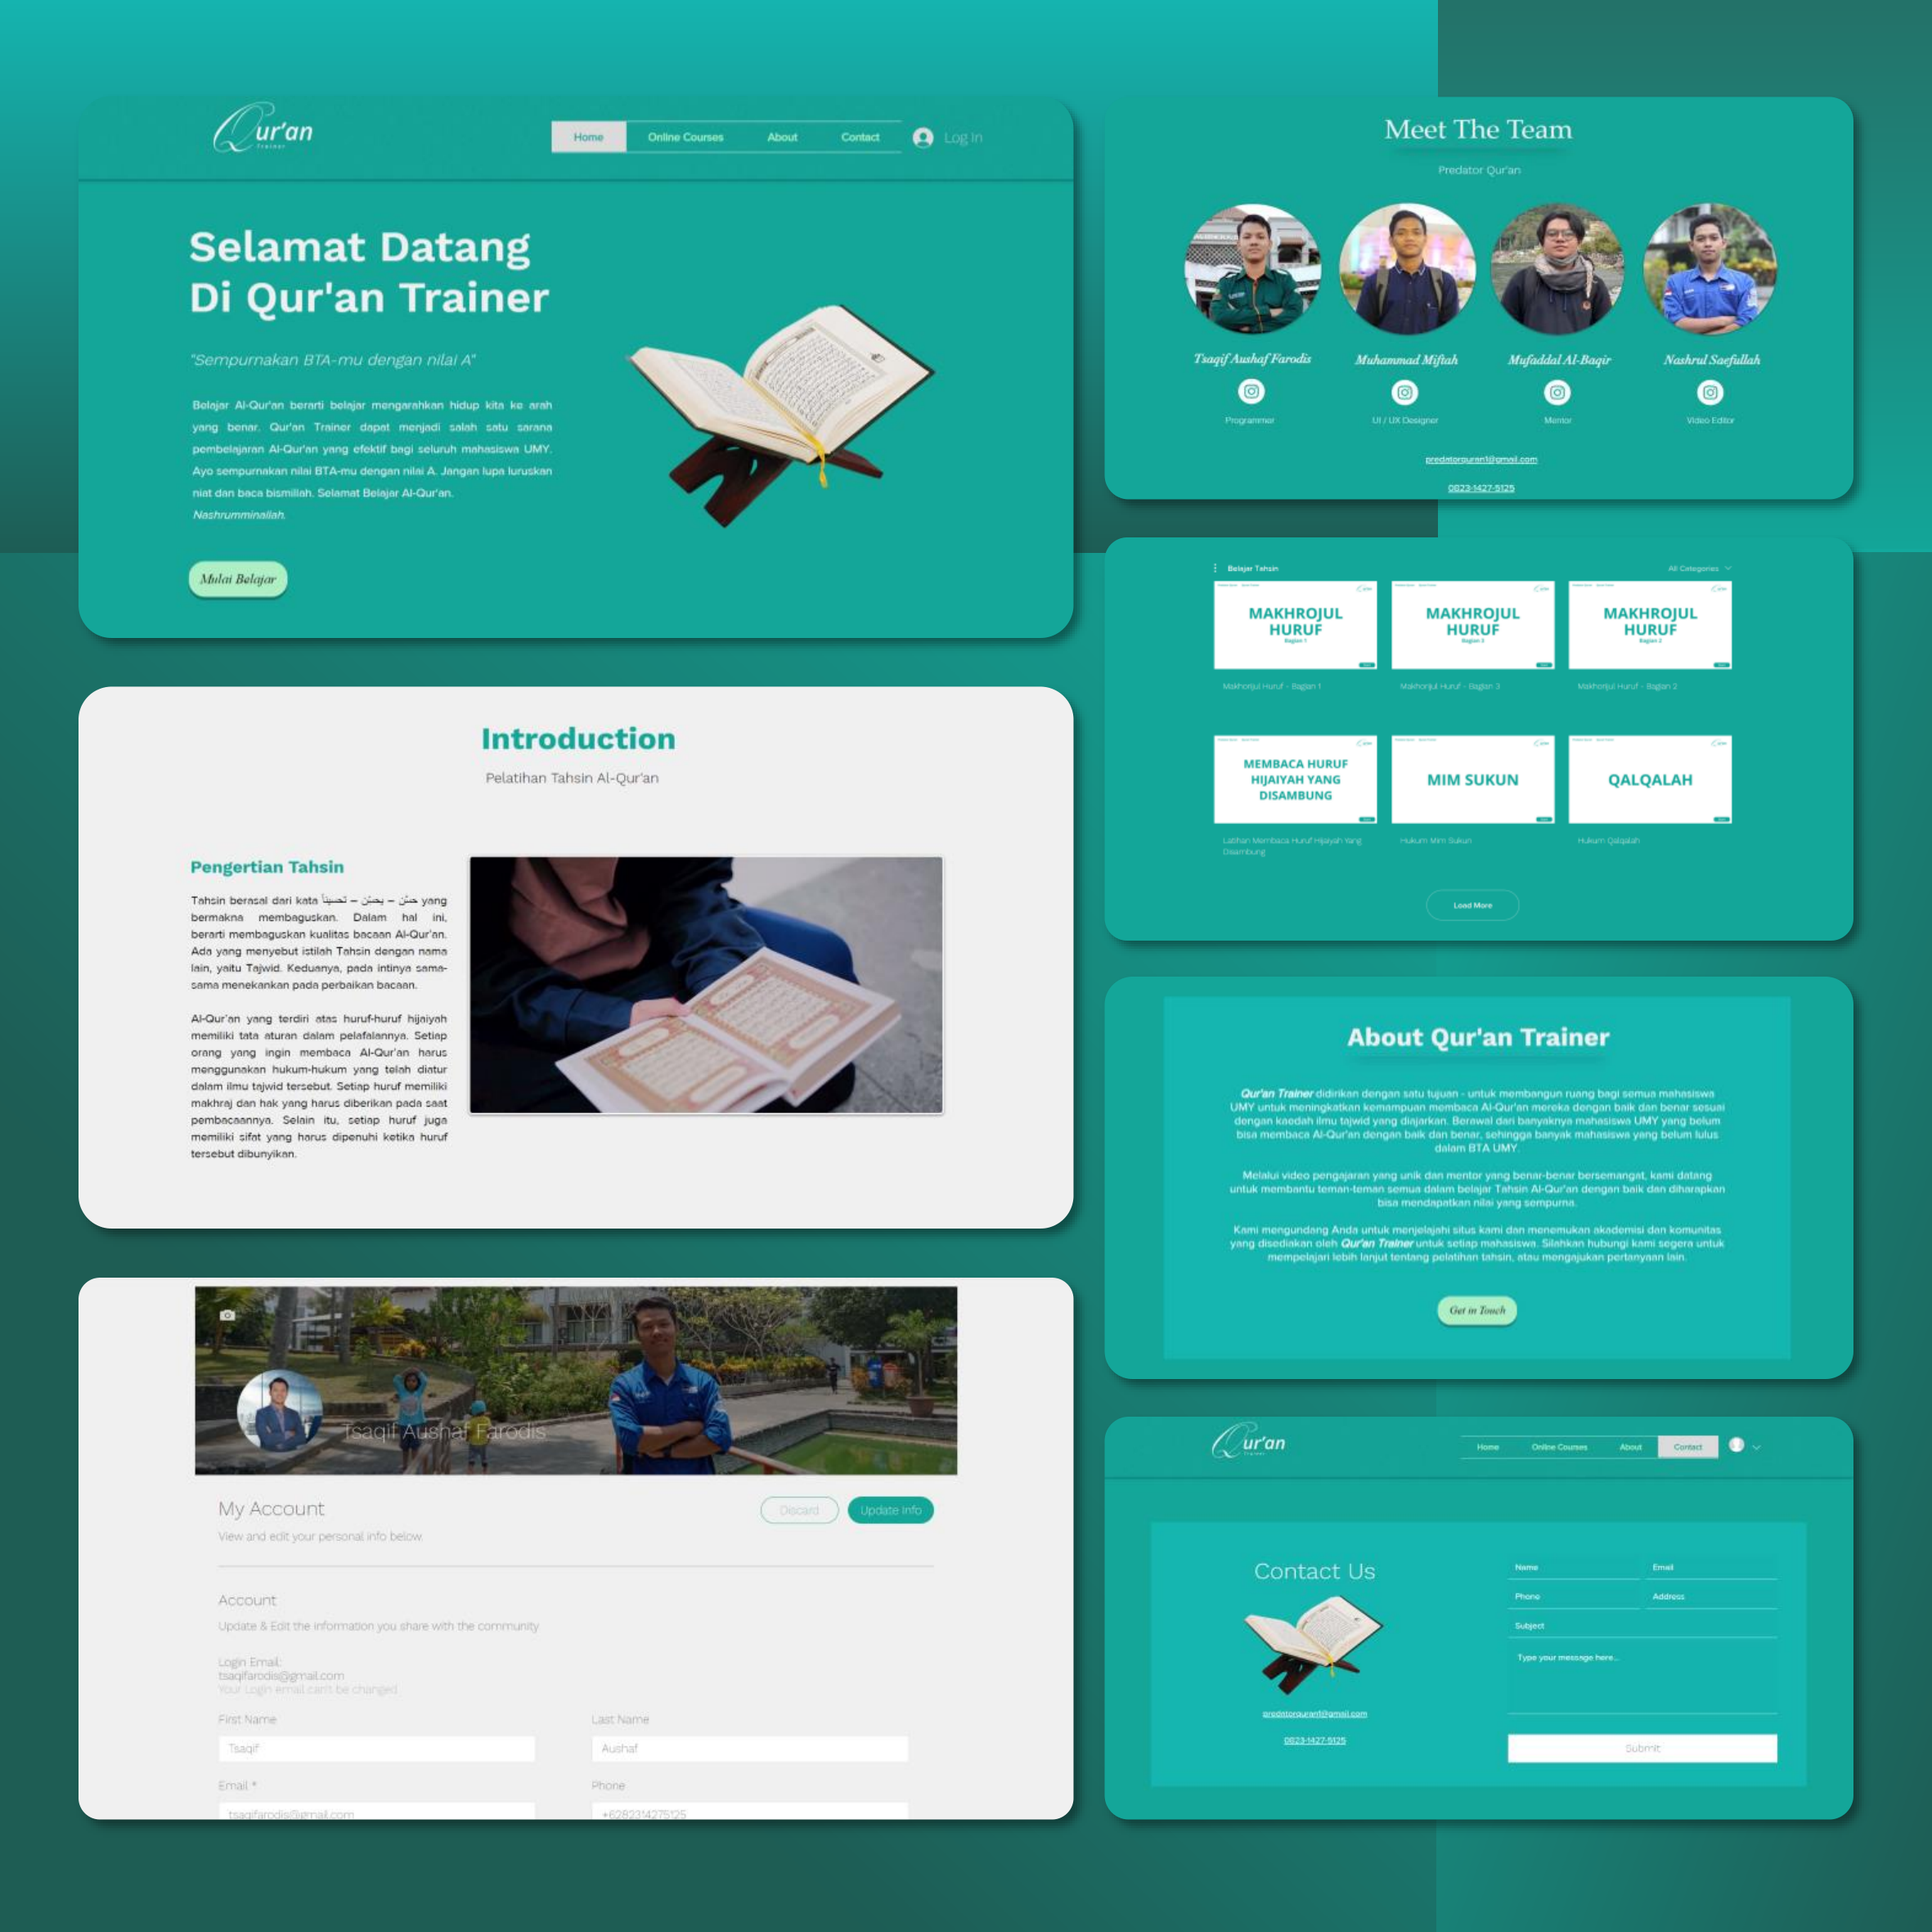 Qur'an
Trainer
Home
Online Courses
About
Contact
Log In
Selamat Datang
Di Qur'an Trainer
"Sempurnakan BTA-mu dengan nilai A"
Belajar Al-Qur'an berarti belajar mengarahkan hidup kita ke arah
yang benar. Qur'an Trainer dapat menjadi salah satu sarana
pembelajaran Al-Qur'an yang efektif bagi seluruh mahasiswa UMY.
Ayo sempurnakan nilai BTA-mu dengan nilai A. Jangan lupa luruskan
niat dan baca bismillah. Selamat Belajar Al-Qur'an.
Nashrumminallah.
Mulai Belajar
Introduction
Pelatihan Tahsin Al-Qur'an
Pengertian Tahsin
Tahsin berasal dari kata حسّن – يحسّن – تحسيناً yang
bermakna membaguskan. Dalam hal ini,
berarti membaguskan kualitas bacaan Al-Qur'an.
Ada yang menyebut istilah Tahsin dengan nama
lain, yaitu Tajwid. Keduanya, pada intinya sama-
sama menekankan pada perbaikan bacaan.
Al-Qur'an yang terdiri atas huruf-huruf hijaiyah
memiliki tata aturan dalam pelafalannya. Setiap
orang yang ingin membaca Al-Qur'an harus
menggunakan hukum-hukum yang telah diatur
dalam ilmu tajwid tersebut. Setiap huruf memiliki
makhraj dan hak yang harus diberikan pada saat
pembacaannya. Selain itu, setiap huruf juga
memiliki sifat yang harus dipenuhi ketika huruf
tersebut dibunyikan.
Tsaqif Aushaf Farodis
My Account
Discard
Update Info
View and edit your personal info below.
Account
Update & Edit the information you share with the community
Login Email:
tsaqifarodis@gmail.com
Your Login email can't be changed
First Name
Last Name
Tsaqif
Aushaf
Email *
Phone
tsaqifarodis@gmail.com
+6282314275125
Meet The Team
Predator Qur'an
Tsaqif Aushaf Farodis
Muhammad Miftah
Mufaddal Al-Baqir
Nashrul Saefullah
Programmer
UI / UX Designer
Mentor
Video Editor
predatorquran1@gmail.com
0823-1427-5125
Belajar Tahsin
All Categories
MAKHROJUL
HURUF
Bagian 1
MAKHROJUL
HURUF
Bagian 3
MAKHROJUL
HURUF
Bagian 2
Makhorijul Huruf - Bagian 1
Makhorijul Huruf - Bagian 3
Makhorijul Huruf - Bagian 2
MEMBACA HURUF
HIJAIYAH YANG
DISAMBUNG
MIM SUKUN
QALQALAH
Latihan Membaca Huruf Hijaiyah Yang
Disambung
Hukum Mim Sukun
Hukum Qalqalah
Load More
About Qur'an Trainer
Qur'an Trainer didirikan dengan satu tujuan - untuk membangun ruang bagi semua mahasiswa
UMY untuk meningkatkan kemampuan membaca Al-Qur'an mereka dengan baik dan benar sesuai
dengan kaedah ilmu tajwid yang diajarkan. Berawal dari banyaknya mahasiswa UMY yang belum
bisa membaca Al-Qur'an dengan baik dan benar, sehingga banyak mahasiswa yang belum lulus
dalam BTA UMY.
Melalui video pengajaran yang unik dan mentor yang benar-benar bersemangat, kami datang
untuk membantu teman-teman semua dalam belajar Tahsin Al-Qur'an dengan baik dan diharapkan
bisa mendapatkan nilai yang sempurna.
Kami mengundang Anda untuk menjelajahi situs kami dan menemukan akademisi dan komunitas
yang disediakan oleh Qur'an Trainer untuk setiap mahasiswa. Silahkan hubungi kami segera untuk
mempelajari lebih lanjut tentang pelatihan tahsin, atau mengajukan pertanyaan lain.
Get in Touch
Qur'an
Trainer
Home
Online Courses
About
Contact
Contact Us
predatorquran1@gmail.com
0823-1427-5125
Name
Email
Phone
Address
Subject
Type your message here...
Submit